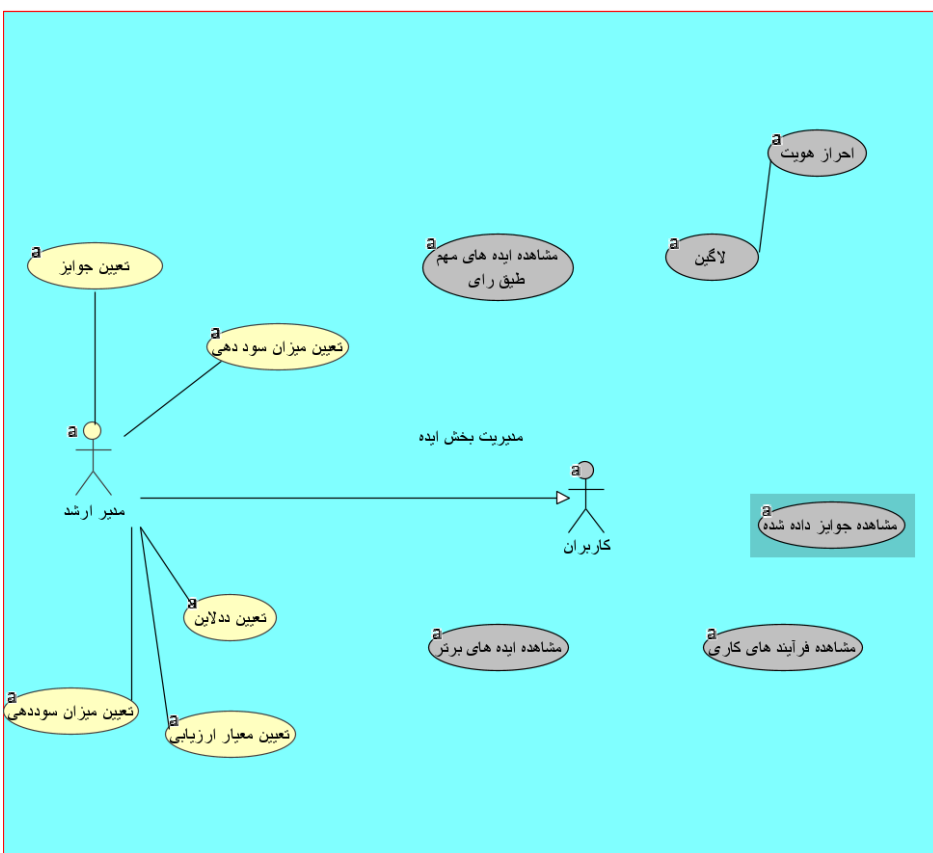 a
احراز هویت
a
مشاهده ایده های مهم
طیق رای
a
لاگین
a
تعیین جوایز
a
تعیین میزان سود دهی
a
مدیر ارشد
مدیریت بخش ایده
a
کاربران
a
مشاهده جوایز داده شده
a
تعیین ددلاین
a
مشاهده ایده های برتر
a
مشاهده فرآیند های کاری
a
تعیین میزان سوددهی
a
تعیین معیار ارزیابی